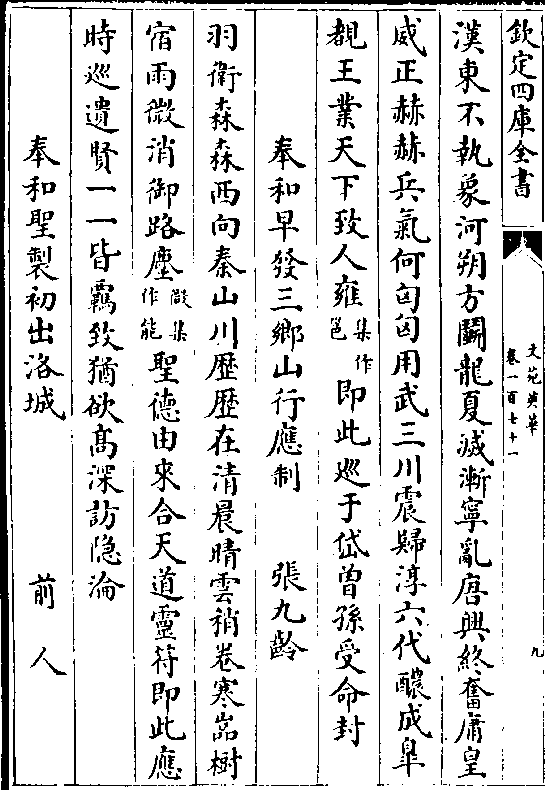 欽定四庫全書
文苑英華
卷一百七十一
九
漢東不執象河朔方鬭龍夏滅漸寧亂唐興終奮庸皇
威正赫赫兵氣何匈匈用武三川震歸淳六代醲成臯
覩王業天下致人雍集作邕即此巡于岱曾孫受命封
奉和早發三鄉山行應制 張九齡
羽衛森森西向秦山川歴歴在清晨晴雲稍卷寒嵓樹
宿雨微消御路塵微集作能聖德由來合天道靈符即此應
時巡遺賢一一皆羈致猶欲髙深訪隐淪
奉和聖製初出洛城 前人